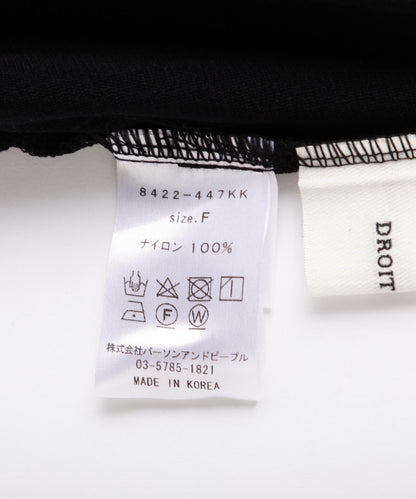 8422-447KK
size.F
ナイロン 100%
F W
株式会社パーソンアンドピープル
03-5785-1821
MADE IN KOREA
DROIT